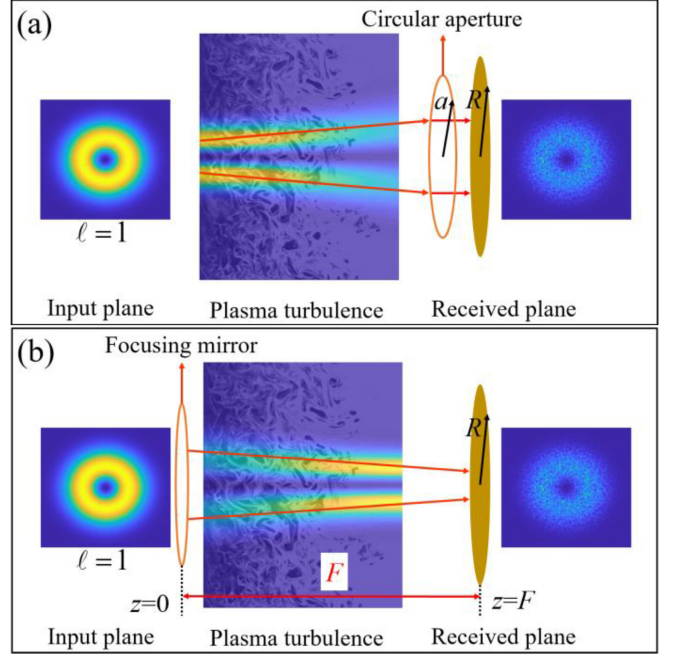 (a)
Circular aperture
a
R
ℓ = 1
Input plane
Plasma turbulence
Received plane
(b)
Focusing mirror
R
ℓ = 1
F
z=0
z=F
Input plane
Plasma turbulence
Received plane